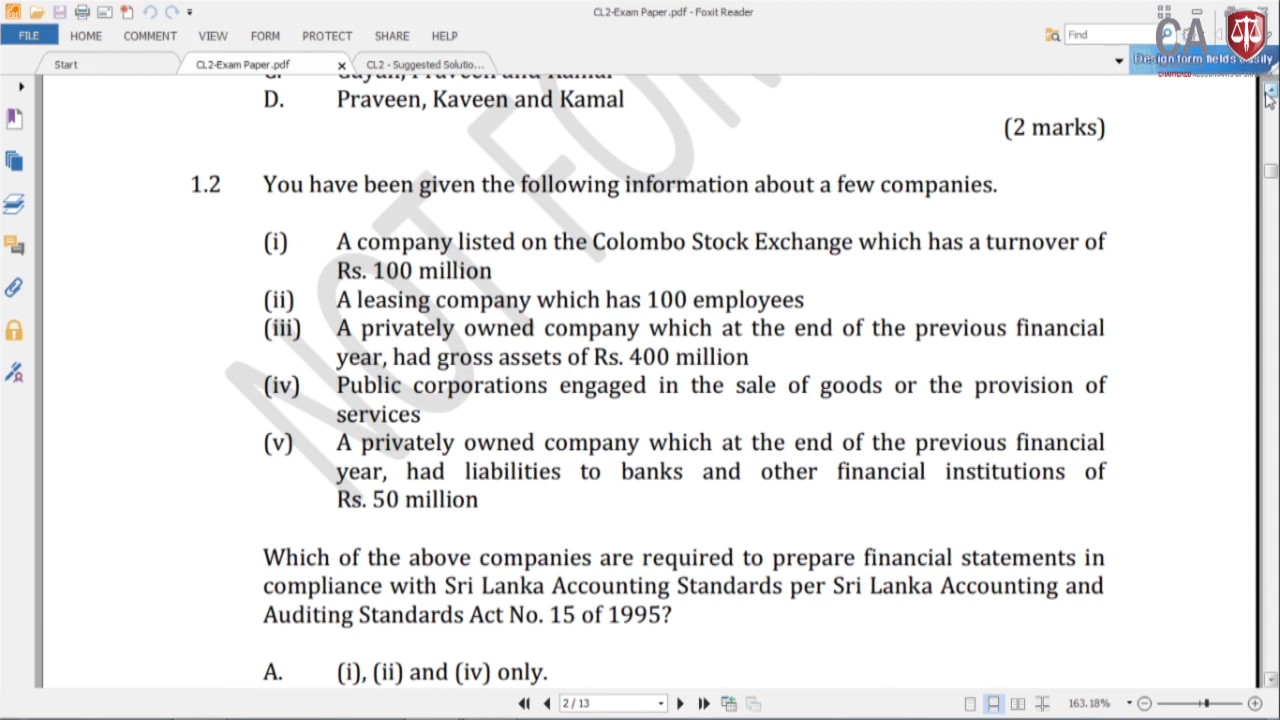 CL2-Exam Paper.pdf - Foxit Reader
FILE HOME COMMENT VIEW FORM PROTECT SHARE HELP
Find
CA
Design form fields easily
Start CL2-Exam Paper.pdf x CL2 - Suggested Solutio...
D. Praveen, Kaveen and Kamal
(2 marks)
1.2 You have been given the following information about a few companies.
(i) A company listed on the Colombo Stock Exchange which has a turnover of
Rs. 100 million
(ii) A leasing company which has 100 employees
(iii) A privately owned company which at the end of the previous financial
year, had gross assets of Rs. 400 million
(iv) Public corporations engaged in the sale of goods or the provision of
services
(v) A privately owned company which at the end of the previous financial
year, had liabilities to banks and other financial institutions of
Rs. 50 million
Which of the above companies are required to prepare financial statements in
compliance with Sri Lanka Accounting Standards per Sri Lanka Accounting and
Auditing Standards Act No. 15 of 1995?
A. (i), (ii) and (iv) only.
NOT FOR
2 / 13
163.18%